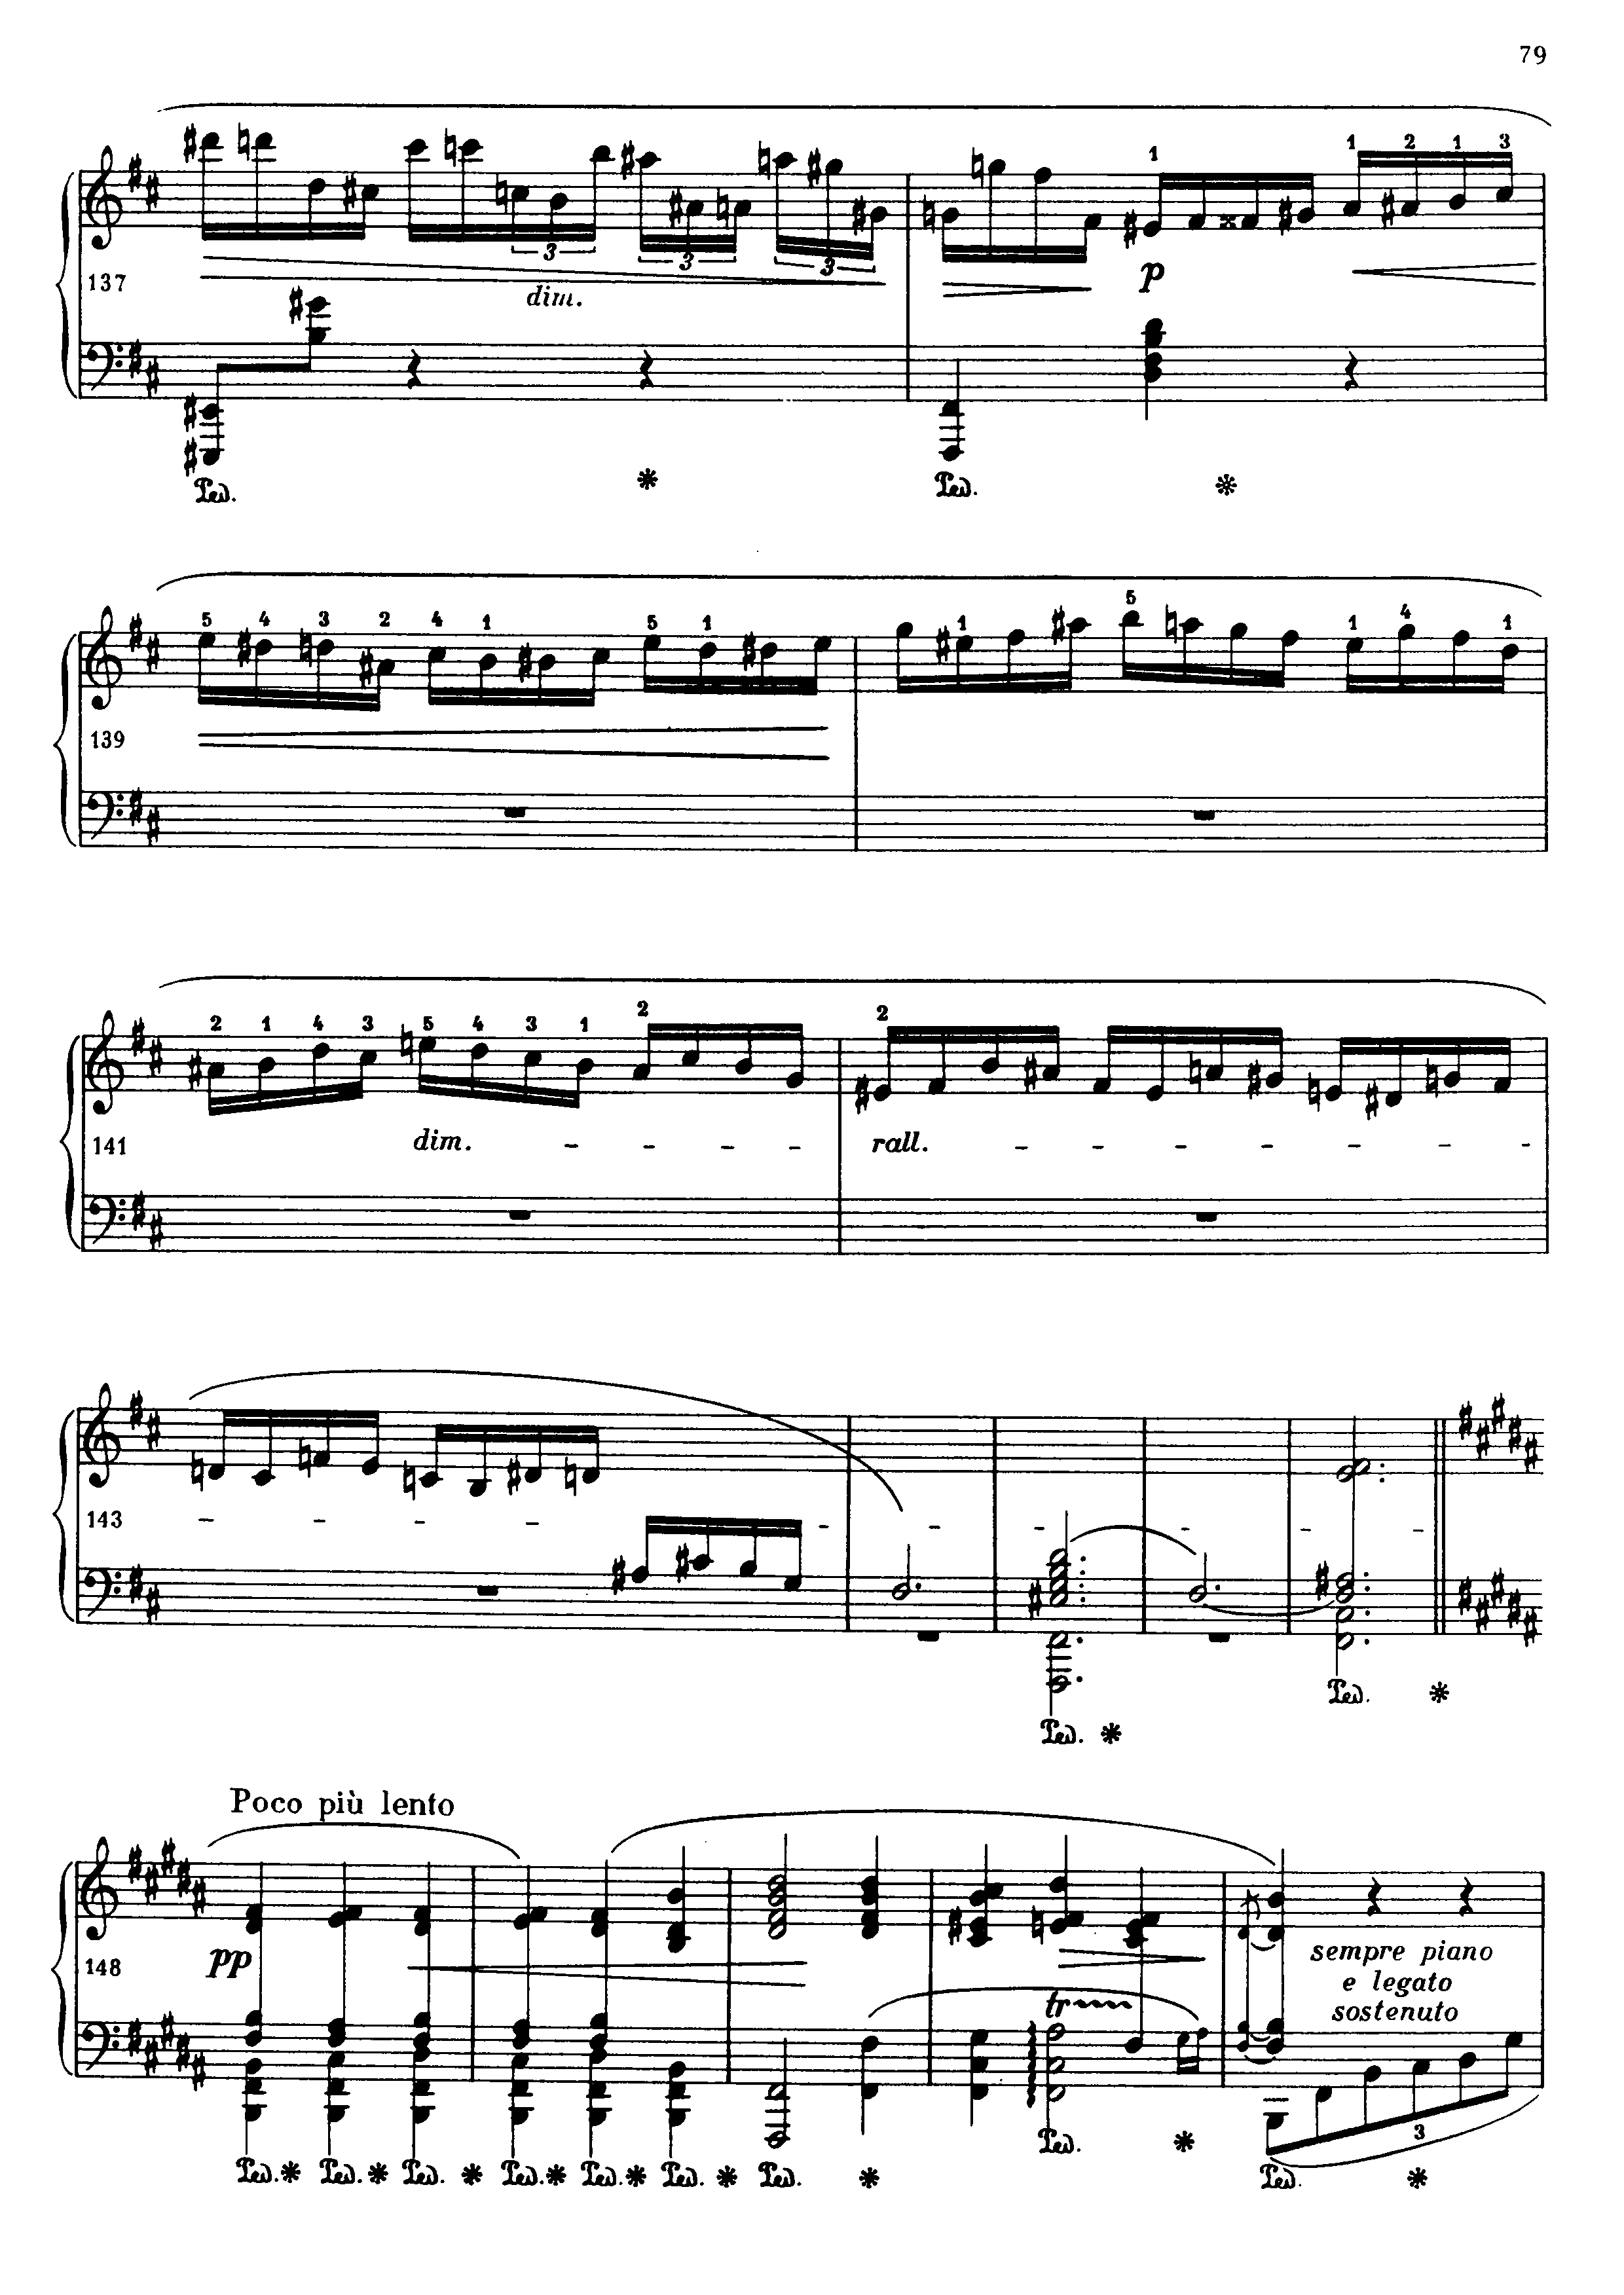 79
1 1 2 1 3
3 3 3
p
137
dim.
Ped. * Ped. *
5 4 3 2 4 1 5 1 1 5 1 4 1
139
2 1 4 3 5 4 3 1 2 2
141 dim. - - - - rall. - - - - - - -
143 - - - - - - - - - -
Ped. *
Ped. *
Poco più lento
pp
148
sempre piano
e legato
sostenuto
tr
3
Ped. * Ped. * Ped. * Ped. * Ped. * Ped. * Ped. * Ped. * Ped. *